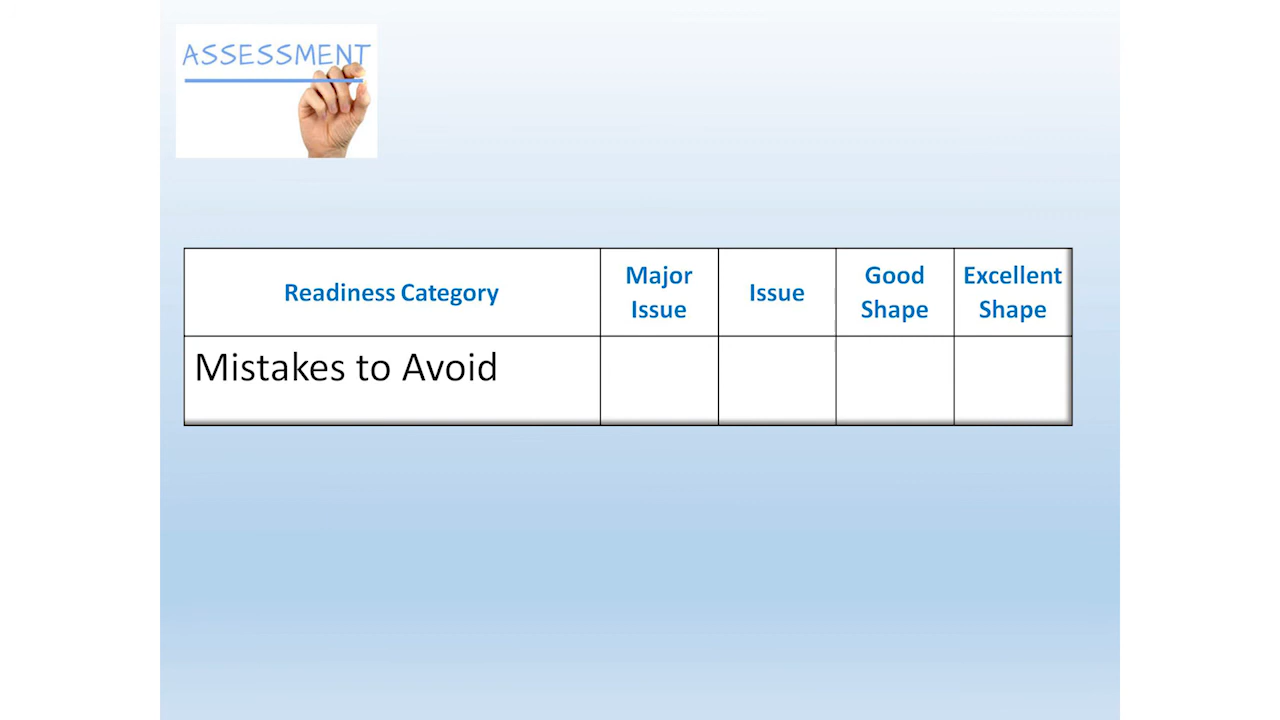 ASSESSMENT
Readiness Category
Major
Issue
Issue
Good
Shape
Excellent
Shape
Mistakes to Avoid